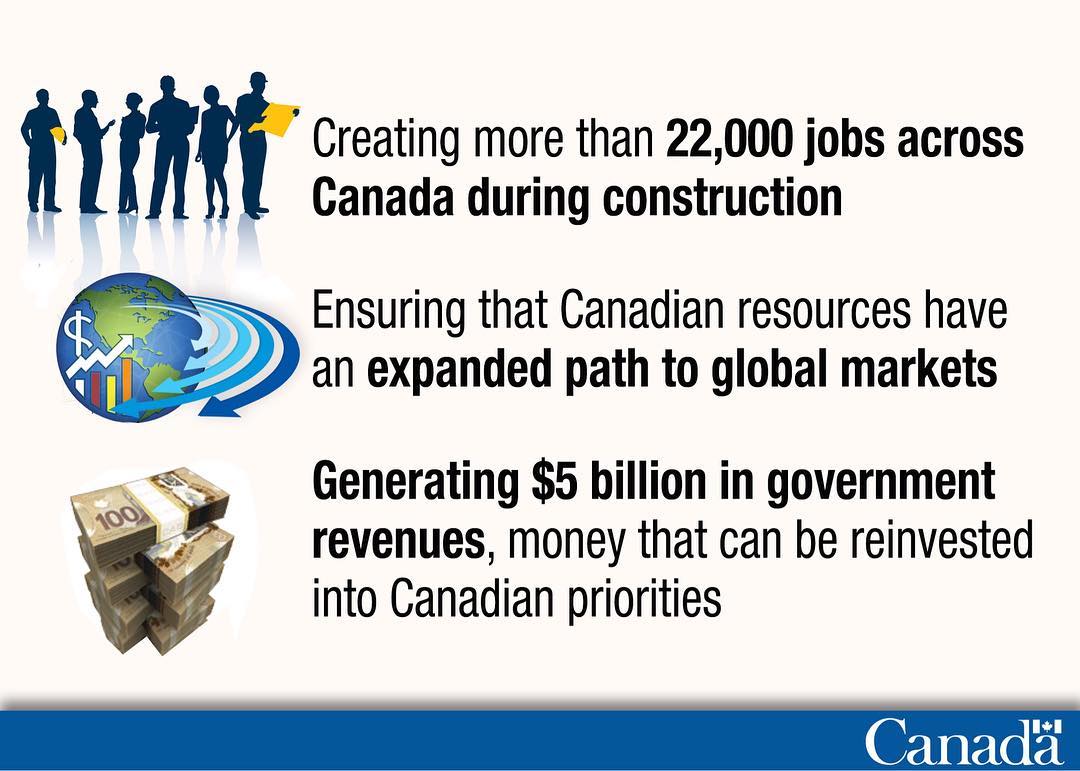 Creating more than 22,000 jobs across
Canada during construction
Ensuring that Canadian resources have
an expanded path to global markets
$
100
Generating $5 billion in government
revenues, money that can be reinvested
into Canadian priorities
Canada